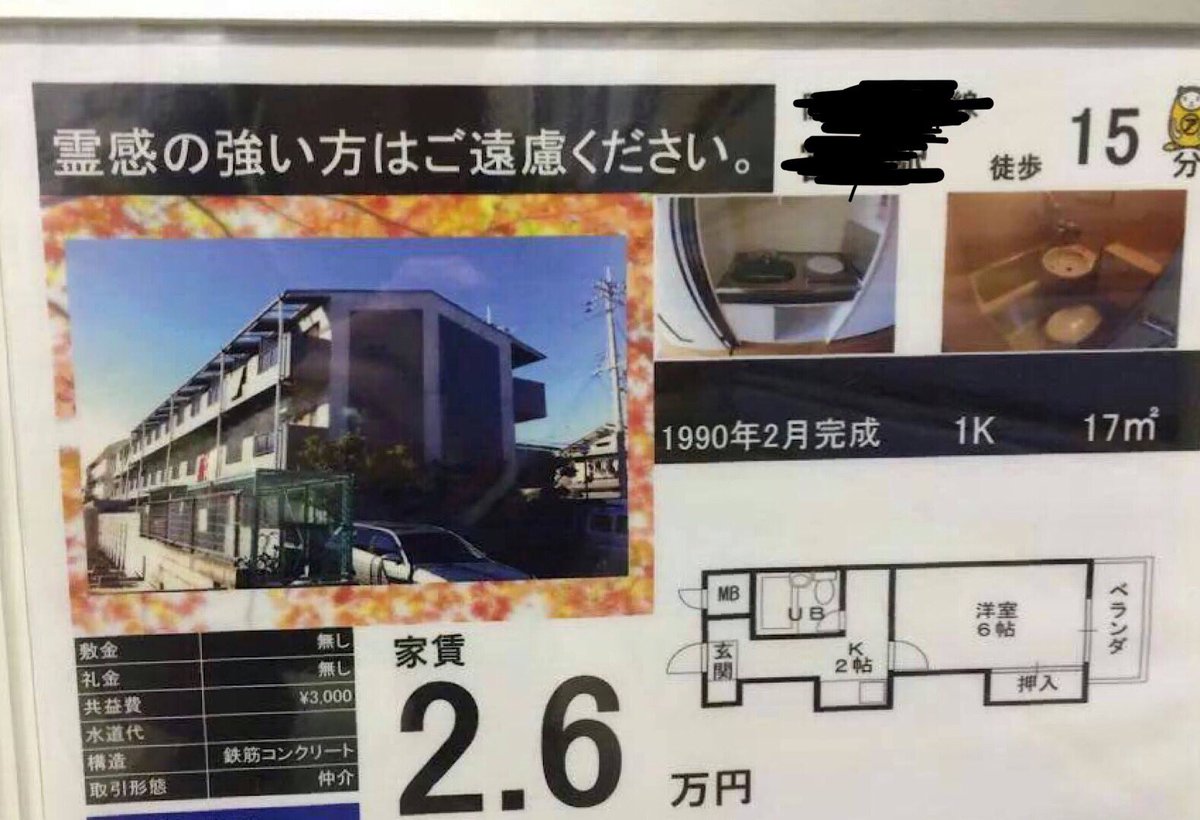 霊感の強い方はご遠慮ください。
徒歩 15 分
1990年2月完成 1K 17㎡
敷金 無し
礼金 無し
共益費 ¥3,000
水道代
構造 鉄筋コンクリート
取引形態 仲介
家賃
2.6 万円
MB
UB
玄関
K
2帖
洋室
6帖
押入
ベランダ